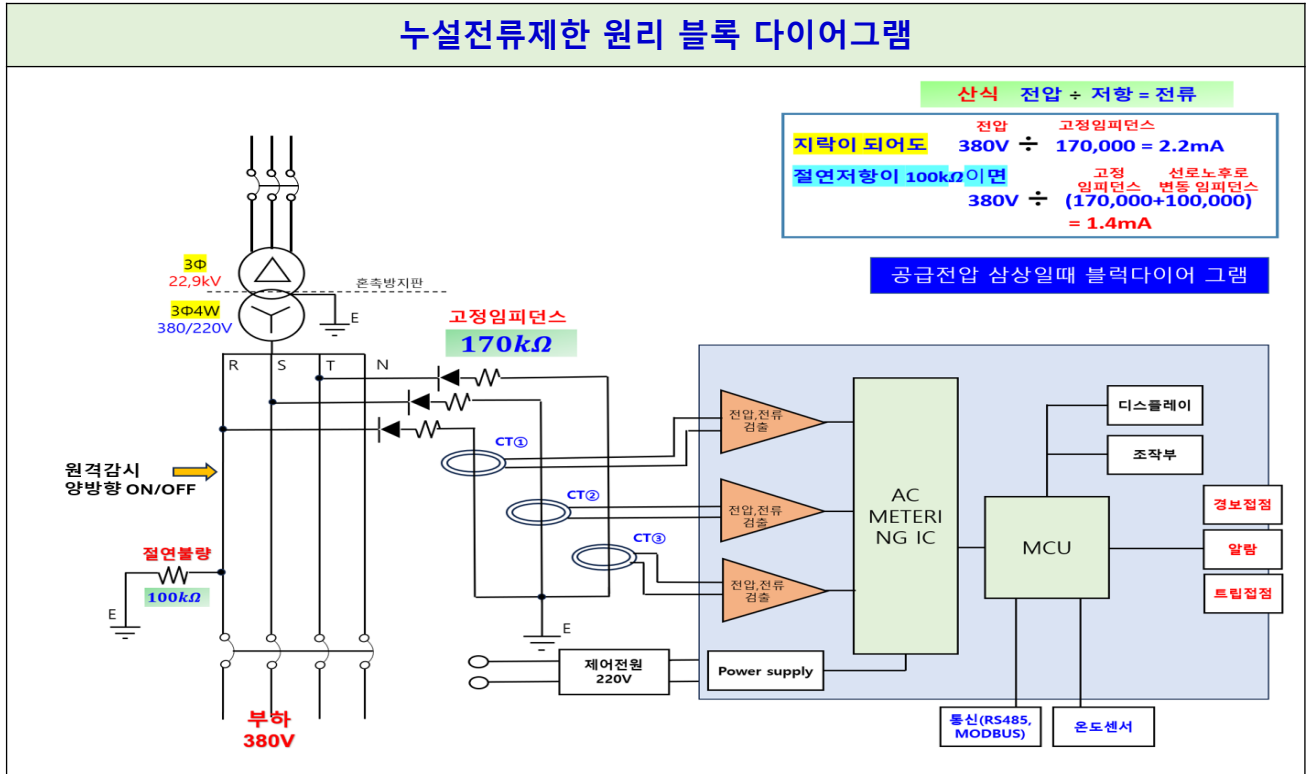 누설전류제한 원리 블록 다이어그램
산식 전압 ÷ 저항 = 전류
전압 고정임피던스
지락이 되어도 380V ÷ 170,000 = 2.2mA
절연저항이 100kΩ이면
고정 선로노후로
임피던스 변동 임피던스
380V ÷ (170,000+100,000)
= 1.4mA
공급전압 삼상일때 블럭다이어 그램
3Φ
22,9kV
혼촉방지판
3Φ4W
380/220V
E
고정임피던스
170kΩ
R S T N
CT①
CT②
CT③
원격감시
양방향 ON/OFF
절연불량
100kΩ
E
E
부하
380V
전압,전류
검출
전압,전류
검출
전압,전류
검출
AC
METERI
NG IC
MCU
디스플레이
조작부
경보접점
알람
트립접점
제어전원
220V
Power supply
통신(RS485,
MODBUS)
온도센서